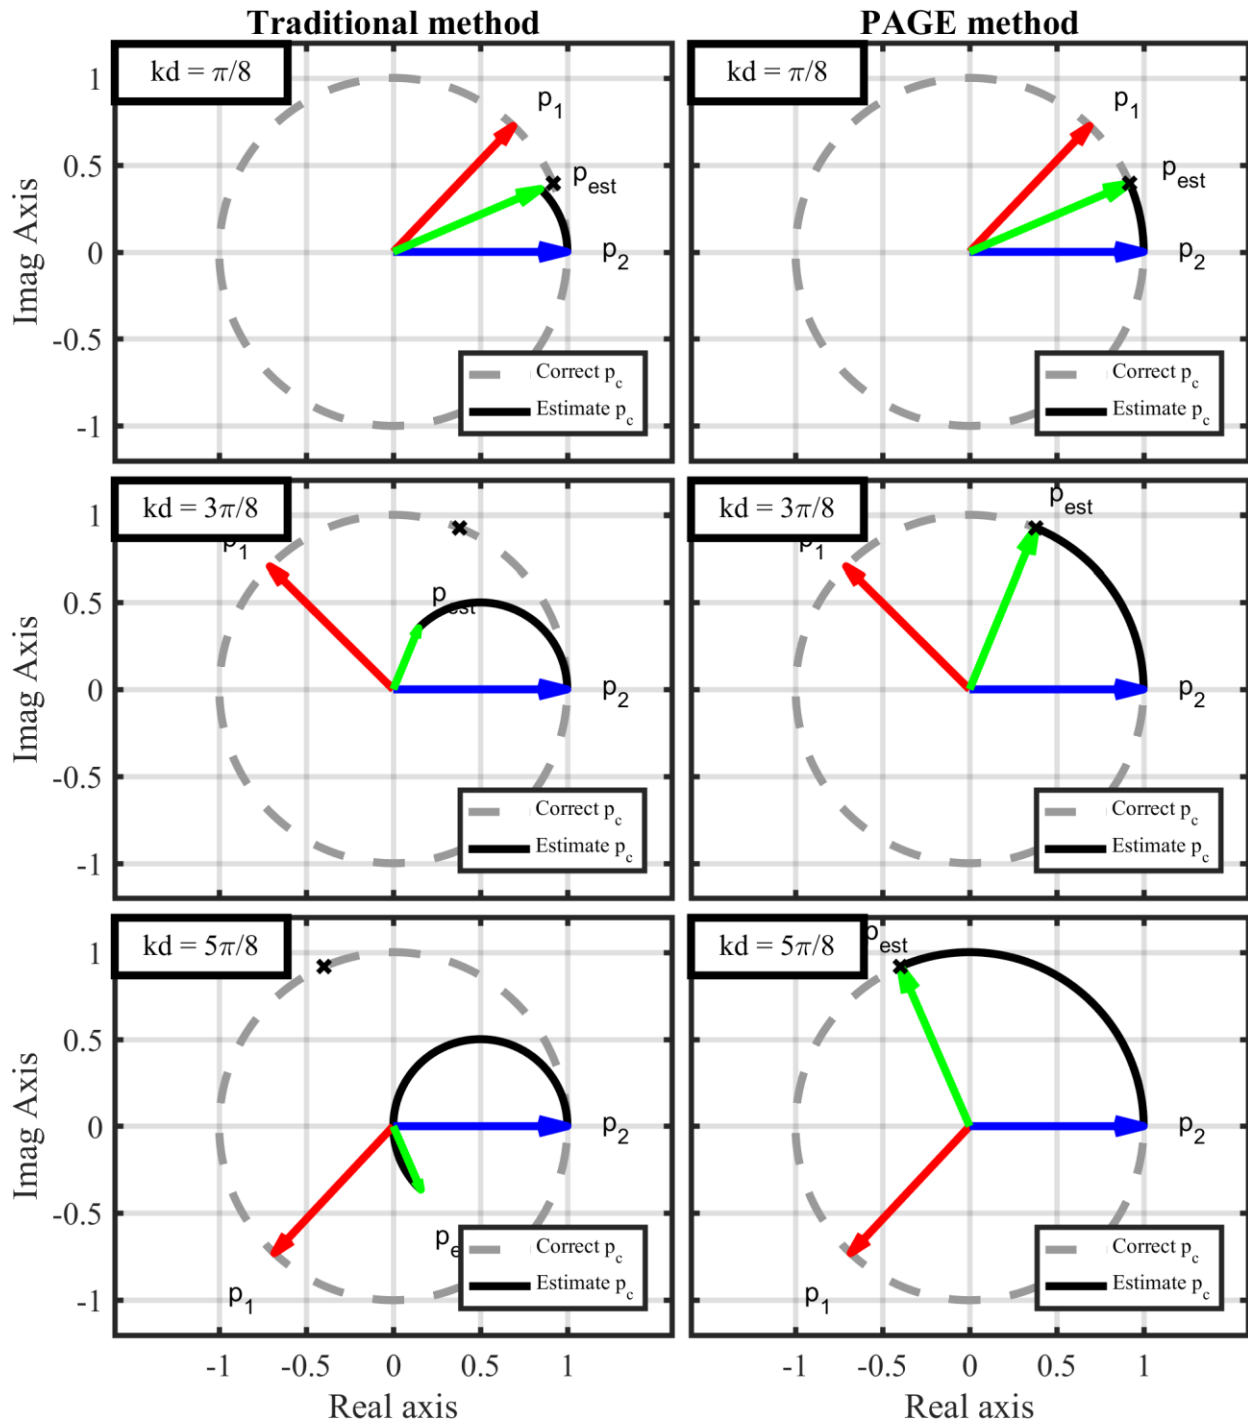 Traditional method
PAGE method
kd = π/8
p1
pest
p2
1
0.5
0
-0.5
-1
Imag Axis
Correct pc
Estimate pc
kd = π/8
p1
pest
p2
Correct pc
Estimate pc
kd = 3π/8
p1
pest
p2
1
0.5
0
-0.5
-1
Imag Axis
Correct pc
Estimate pc
kd = 3π/8
pest
p1
p2
Correct pc
Estimate pc
kd = 5π/8
p2
1
0.5
0
-0.5
-1
Imag Axis
p1
Correct pc
Estimate pc
-1
-0.5
0
0.5
1
Real axis
kd = 5π/8
pest
p2
p1
Correct pc
Estimate pc
-1
-0.5
0
0.5
1
Real axis